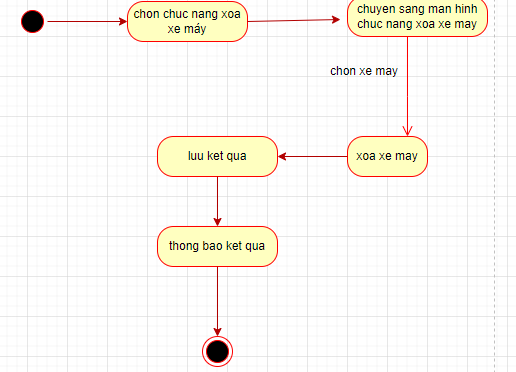 chon chuc nang xoa
xe máy
chuyen sang man hinh
chuc nang xoa xe may
chon xe may
xoa xe may
luu ket qua
thong bao ket qua